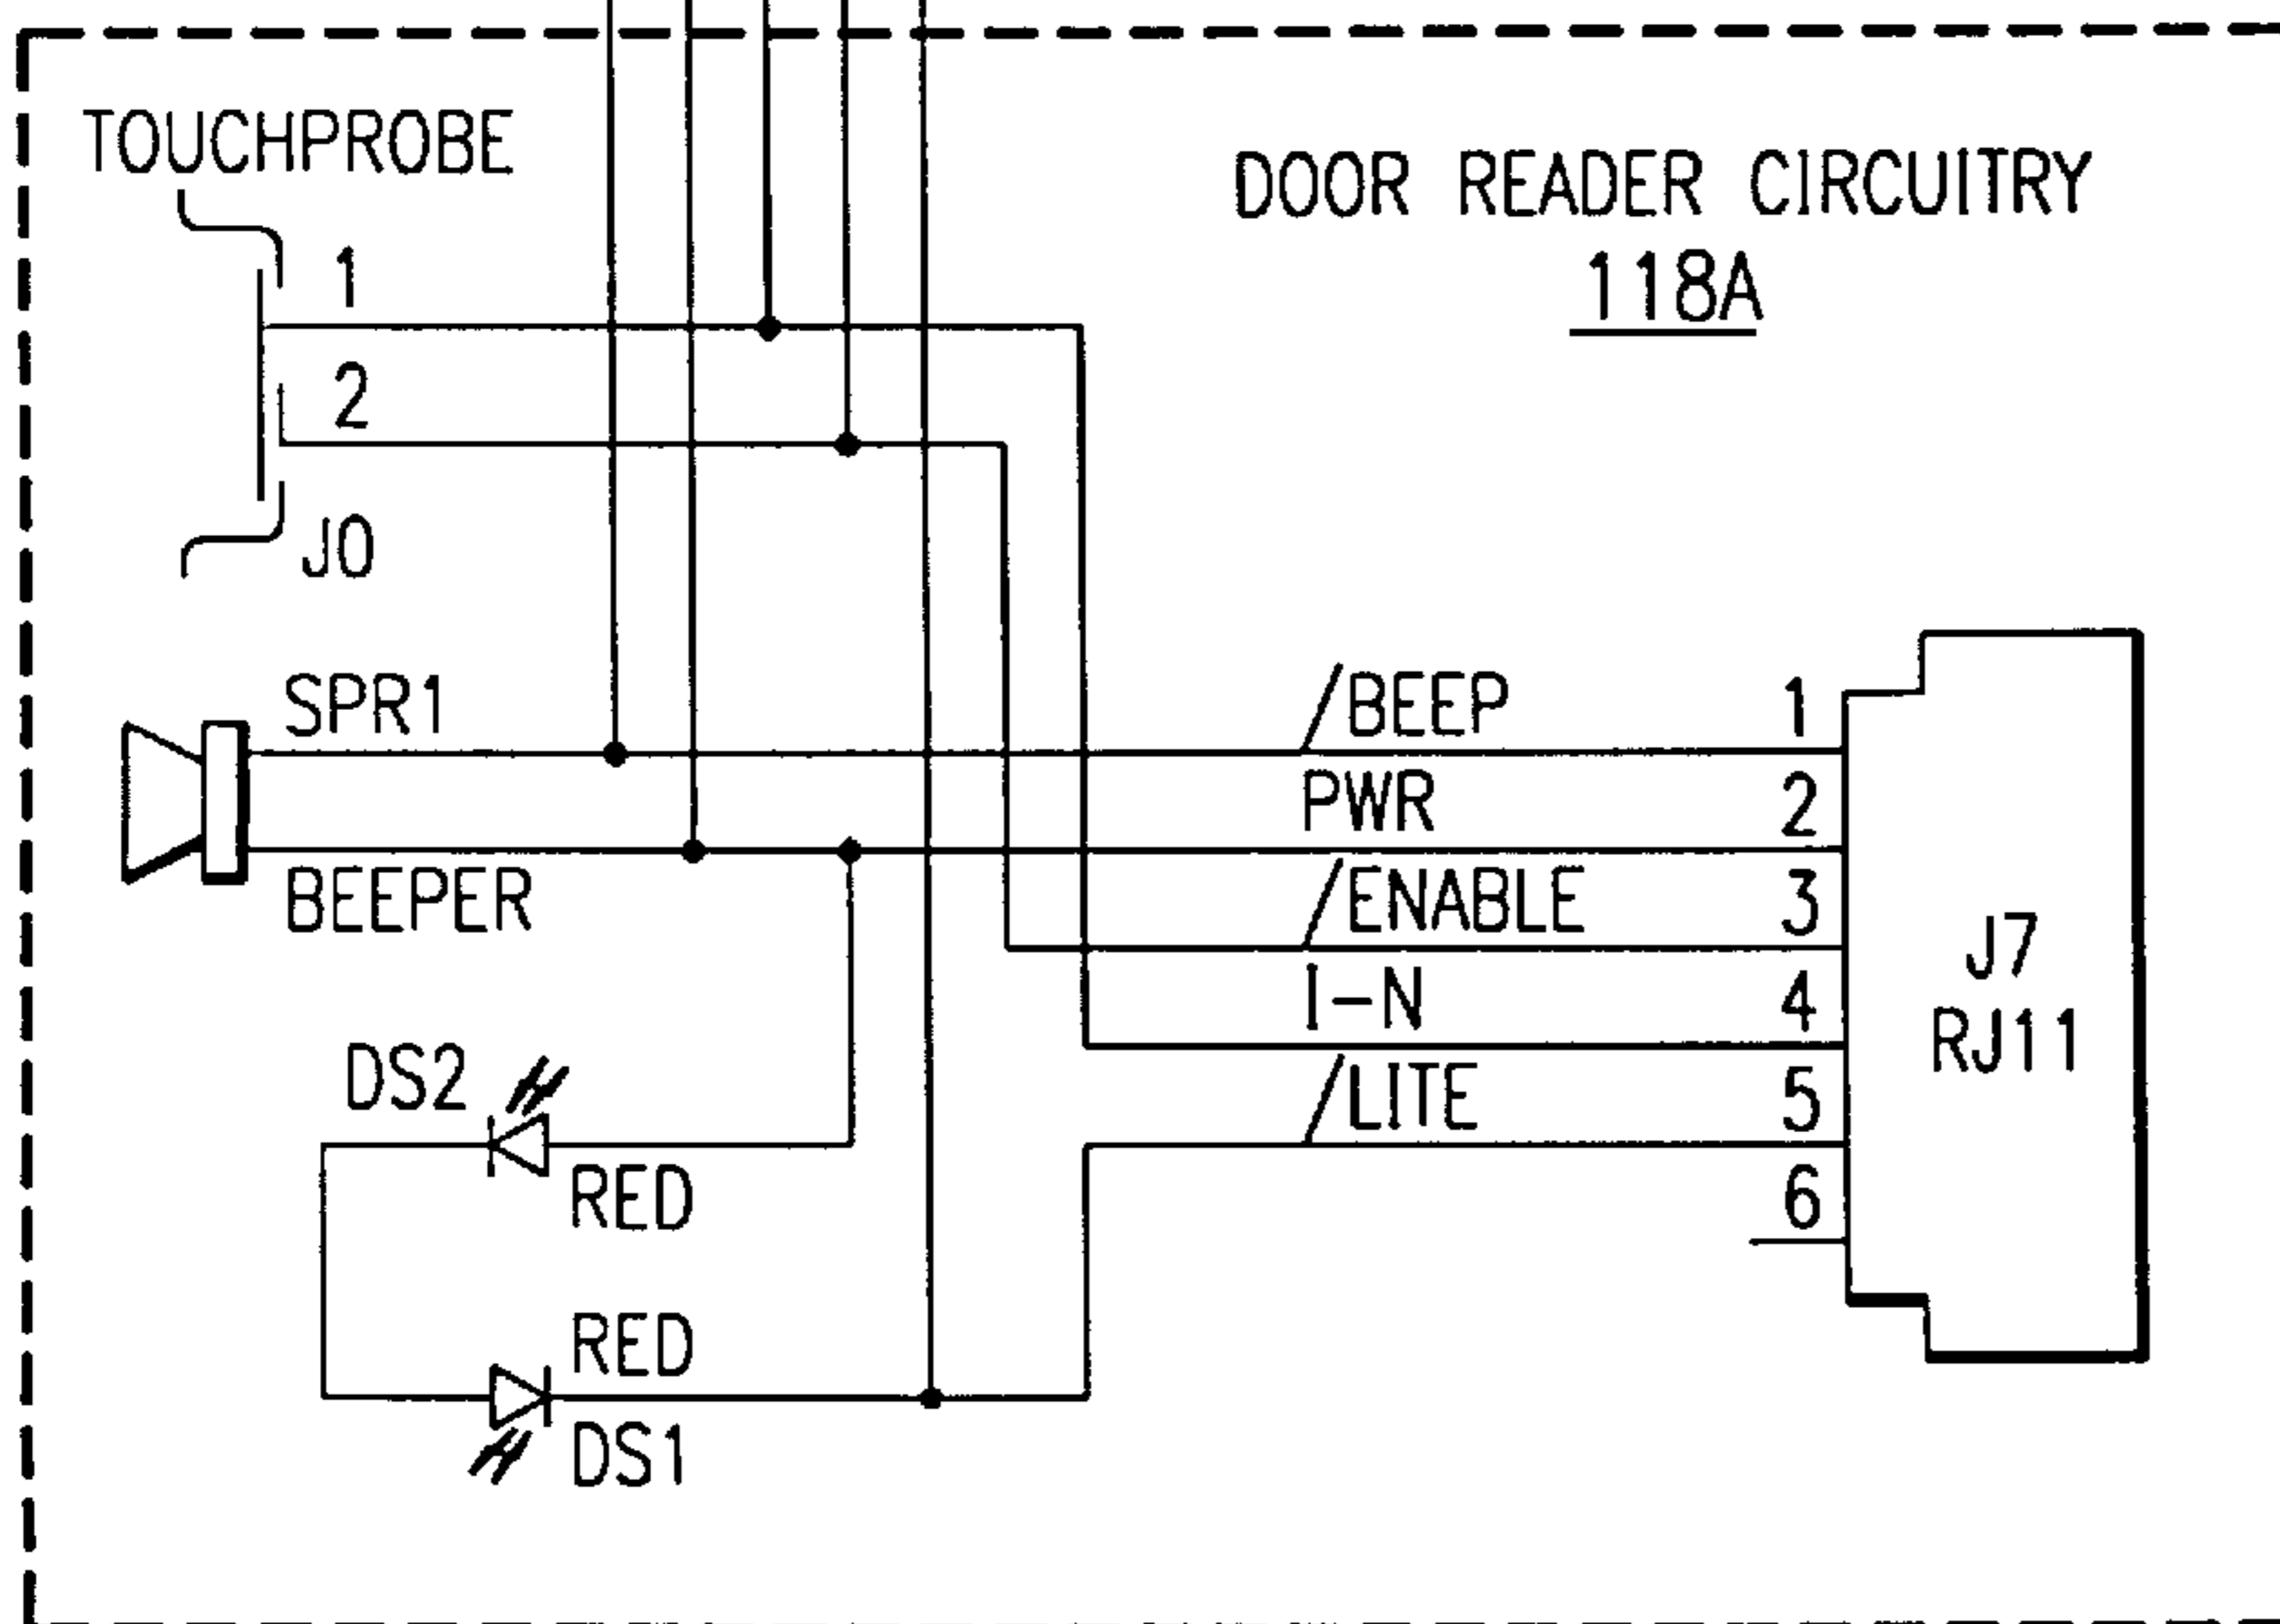 TOUCHPROBE
DOOR READER CIRCUITRY
118A
1
2
J0
SPR1
BEEPER
/BEEP 1
PWR 2
/ENABLE 3
I-N 4
/LITE 5
6
J7
RJ11
DS2
RED
RED
DS1